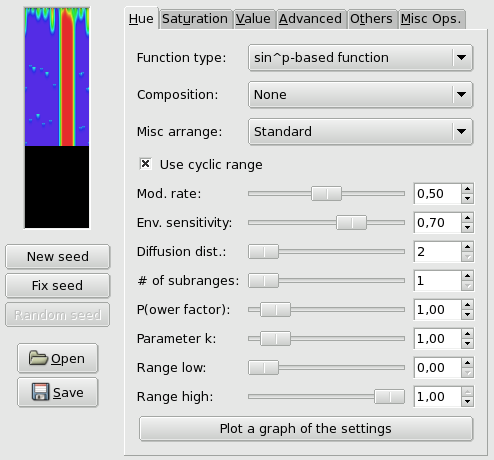 Hue Saturation Value Advanced Others Misc Ops.
Function type: sin^p-based function
Composition: None
Misc arrange: Standard
Use cyclic range
Mod. rate: 0,50
Env. sensitivity: 0,70
Diffusion dist.: 2
# of subranges: 1
P(ower factor): 1,00
Parameter k: 1,00
Range low: 0,00
Range high: 1,00
Plot a graph of the settings
New seed
Fix seed
Random seed
Open
Save